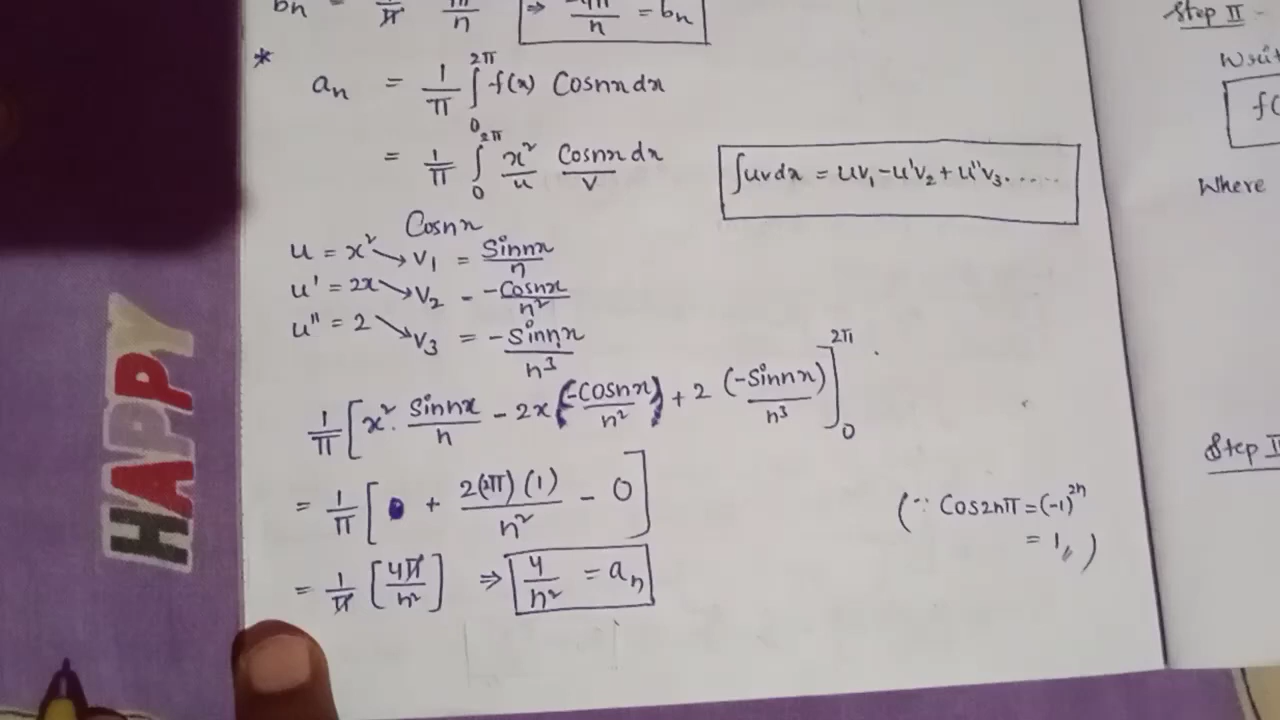 bn = 1/π ⇒ -4π/n = bn
* an = 1/π ∫₀^2π f(x) Cosnx dx
= 1/π ∫₀^2π x²/u Cosnx dx/v
∫uvdx = uv₁ - u'v₂ + u''v₃.....
Cosnx
u = x² → v₁ = Sinnx/n
u' = 2x → v₂ - -Cosnx/n²
u'' = 2 → v₃ = -Sinnx/n³
1/π [x². Sinnx/n - 2x (-Cosnx/n²) + 2 (-Sinnx)/n³]₀^2π
= 1/π [0 + 2(2π)(1)/n² - 0]
(∵ Cos2nπ = (-1)^2n
= 1,, )
= 1/π [4π/n²] ⇒ 4/n² = an
HAPPY
Step II
f(
Where
Step